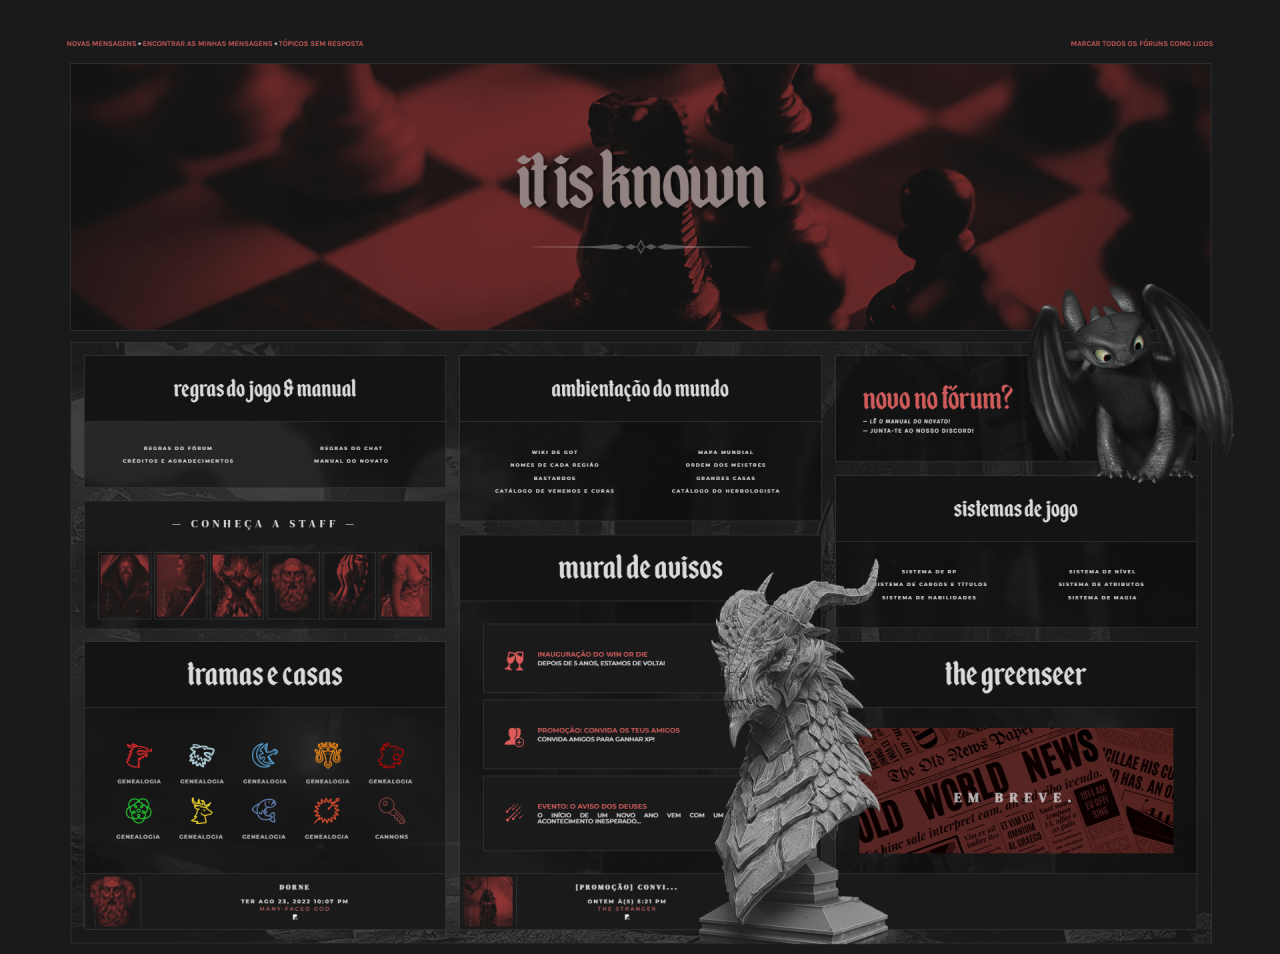 NOVAS MENSAGENS • ENCONTRAR AS MINHAS MENSAGENS • TÓPICOS SEM RESPOSTA
MARCAR TODOS OS FÓRUNS COMO LIDOS
it is known
regras do jogo & manual
REGRAS DO FÓRUM
REGRAS DO CHAT
CRÉDITOS E AGRADECIMENTOS
MANUAL DO NOVATO
— CONHEÇA A STAFF —
tramas e casas
GENEALOGIA
GENEALOGIA
GENEALOGIA
GENEALOGIA
GENEALOGIA
GENEALOGIA
GENEALOGIA
GENEALOGIA
GENEALOGIA
CANNONS
DORNE
TER AGO 23, 2022 10:07 PM
MANY-FACED GOD
ambientação do mundo
WIKI DE GOT
MAPA MUNDIAL
NOMES DE CADA REGIÃO
ORDEM DOS MEISTRES
BASTARDOS
GRANDES CASAS
CATÁLOGO DE VENENOS E CURAS
CATÁLOGO DO HERBOLOGISTA
mural de avisos
INAUGURAÇÃO DO WIN OR DIE
DEPOIS DE 5 ANOS, ESTAMOS DE VOLTA!
PROMOÇÃO: CONVIDA OS TEUS AMIGOS
CONVIDA AMIGOS PARA GANHAR XP!
EVENTO: O AVISO DOS DEUSES
O INÍCIO DE UM NOVO ANO VEM COM UM
ACONTECIMENTO INESPERADO...
[PROMOÇÃO] CONVI...
ONTEM À(S) 5:21 PM
THE STRANGER
novo no fórum?
— LÊ O MANUAL DO NOVATO!
— JUNTA-TE AO NOSSO DISCORD!
sistemas de jogo
SISTEMA DE RP
SISTEMA DE NÍVEL
SISTEMA DE CARGOS E TÍTULOS
SISTEMA DE ATRIBUTOS
SISTEMA DE HABILIDADES
SISTEMA DE MAGIA
the greenseer
The Old News Paper
OLD WORLD NEWS
EM BREVE.